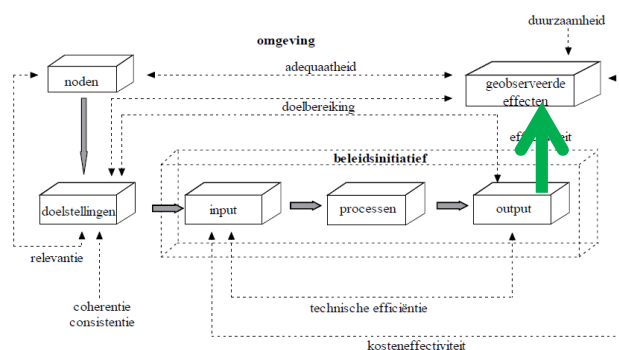 duurzaamheid
omgeving
adequaatheid
noden
geobserveerde
effecten
doelbereiking
beleidsinitiatief
doelstellingen
input
processen
output
relevantie
coherentie
consistentie
technische efficiëntie
kosteneffectiviteit